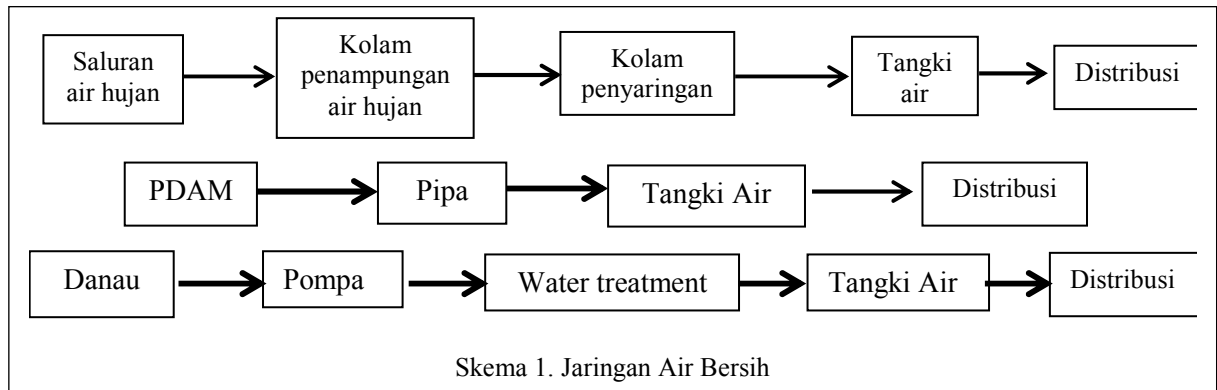 Saluran
air hujan
Kolam
penampungan
air hujan
Kolam
penyaringan
Tangki
air
Distribusi
PDAM
Pipa
Tangki Air
Distribusi
Danau
Pompa
Water treatment
Tangki Air
Distribusi
Skema 1. Jaringan Air Bersih